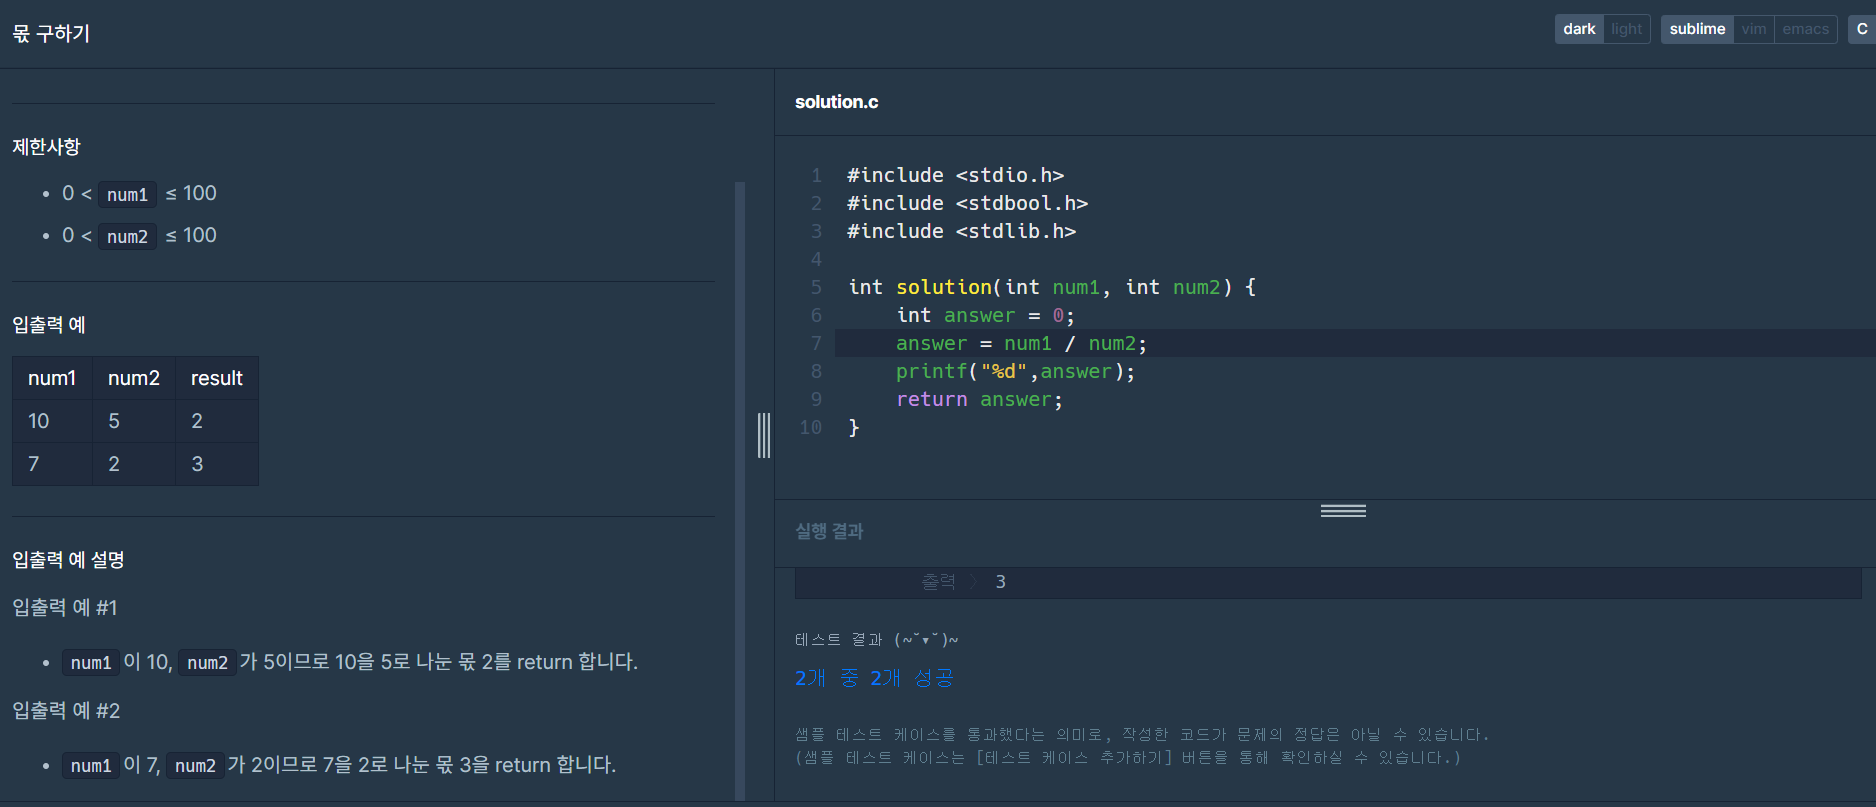 몫 구하기
dark light sublime vim emacs C
제한사항
• 0 < num1 ≤ 100
• 0 < num2 ≤ 100
입출력 예
num1 num2 result
10 5 2
7 2 3
입출력 예 설명
입출력 예 #1
• num1 이 10, num2 가 5이므로 10을 5로 나눈 몫 2를 return 합니다.
입출력 예 #2
• num1 이 7, num2 가 2이므로 7을 2로 나눈 몫 3을 return 합니다.
solution.c
1 #include <stdio.h>
2 #include <stdbool.h>
3 #include <stdlib.h>
4
5 int solution(int num1, int num2) {
6     int answer = 0;
7     answer = num1 / num2;
8     printf("%d",answer);
9     return answer;
10 }
실행 결과
출력 〉 3
테스트 결과 (~˘▾˘)~
2개 중 2개 성공
샘플 테스트 케이스를 통과했다는 의미로, 작성한 코드가 문제의 정답은 아닐 수 있습니다.
(샘플 테스트 케이스는 [테스트 케이스 추가하기] 버튼을 통해 확인하실 수 있습니다.)